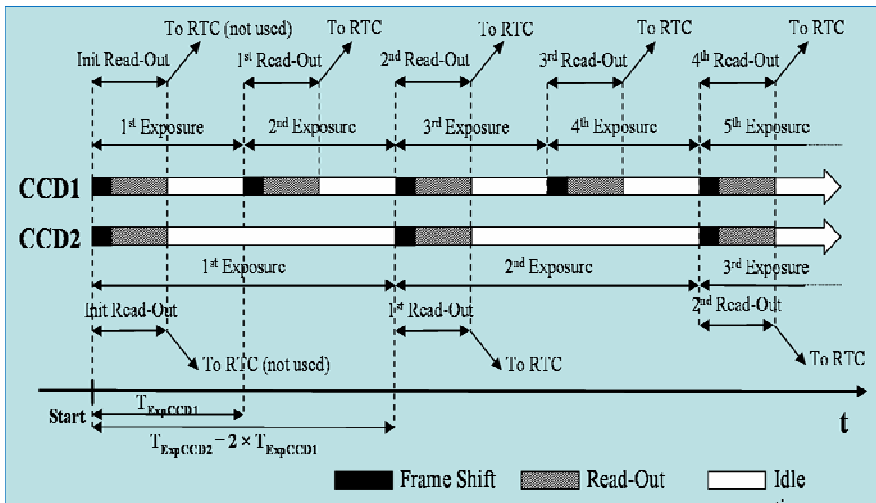 To RTC (not used)
To RTC
To RTC
To RTC
To RTC
Init Read-Out
1st Read-Out
2nd Read-Out
3rd Read-Out
4th Read-Out
1st Exposure
2nd Exposure
3rd Exposure
4th Exposure
5th Exposure
CCD1
CCD2
1st Exposure
2nd Exposure
3rd Exposure
Init Read-Out
1st Read-Out
2nd Read-Out
To RTC (not used)
To RTC
To RTC
Start
TExpCCD1
t
TExpCCD2 = 2 × TExpCCD1
Frame Shift
Read-Out
Idle